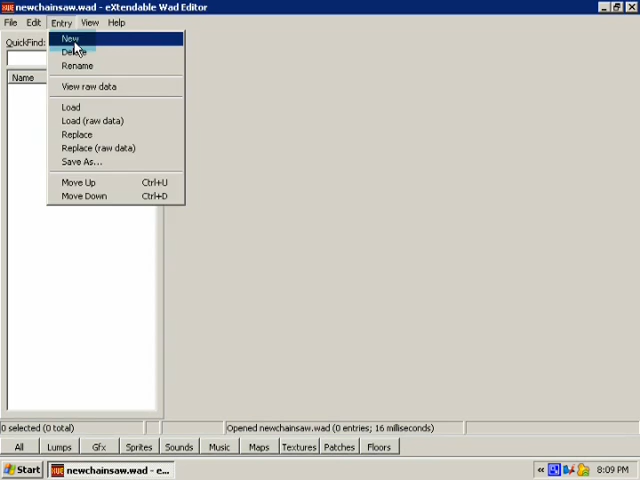 newchainsaw.wad - eXtendable Wad Editor
File Edit Entry View Help
QuickFind:
Name
New
Delete
Rename
View raw data
Load
Load (raw data)
Replace
Replace (raw data)
Save As...
Move Up Ctrl+U
Move Down Ctrl+D
0 selected (0 total)
Opened newchainsaw.wad (0 entries; 16 milliseconds)
All Lumps Gfx Sprites Sounds Music Maps Textures Patches Floors
Start
newchainsaw.wad - e...
8:09 PM